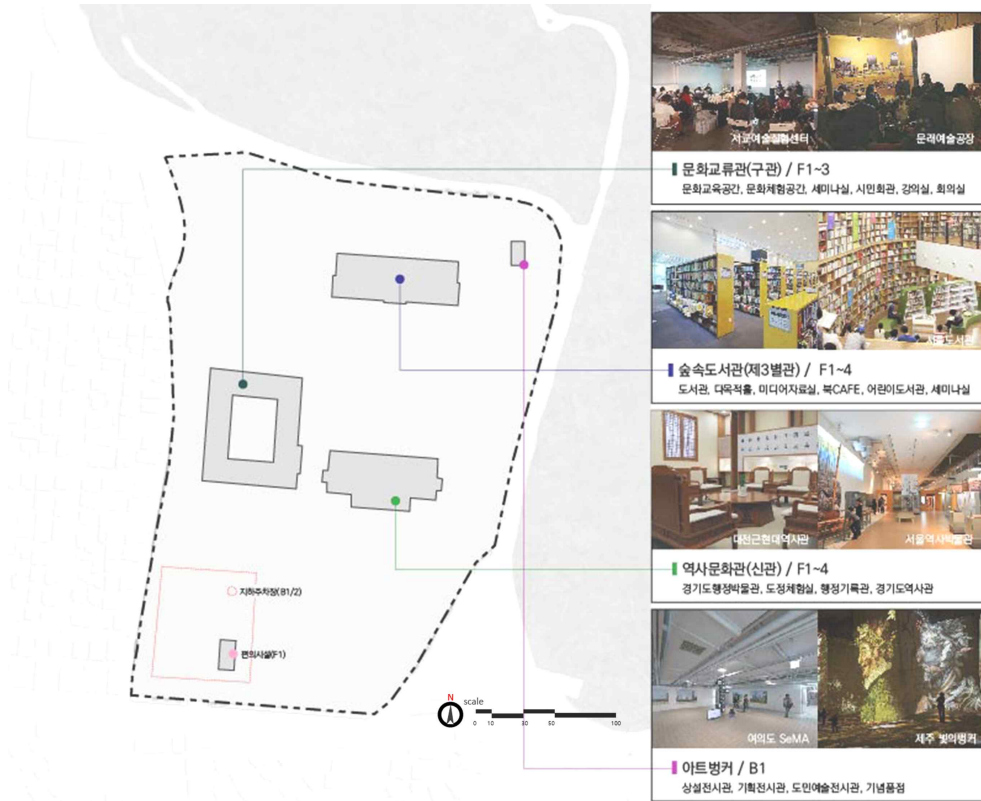 서교예술실험센터
문래예술공장
문화교류관(구관) / F1~3
문화교육공간, 문화체험공간, 세미나실, 시민회관, 강의실, 회의실
서울도서관
숲속도서관(제3별관) / F1~4
도서관, 다목적홀, 미디어자료실, 북CAFE, 어린이도서관, 세미나실
대전근현대역사관
서울역사박물관
역사문화관(신관) / F1~4
경기도행정박물관, 도정체험실, 행정기록관, 경기도역사관
지하주차장(B1/2)
편의시설(F1)
여의도 SeMA
제주 빛의벙커
아트벙커 / B1
상설전시관, 기획전시관, 도민예술전시관, 기념품점
N
scale
0 10 30 50 100